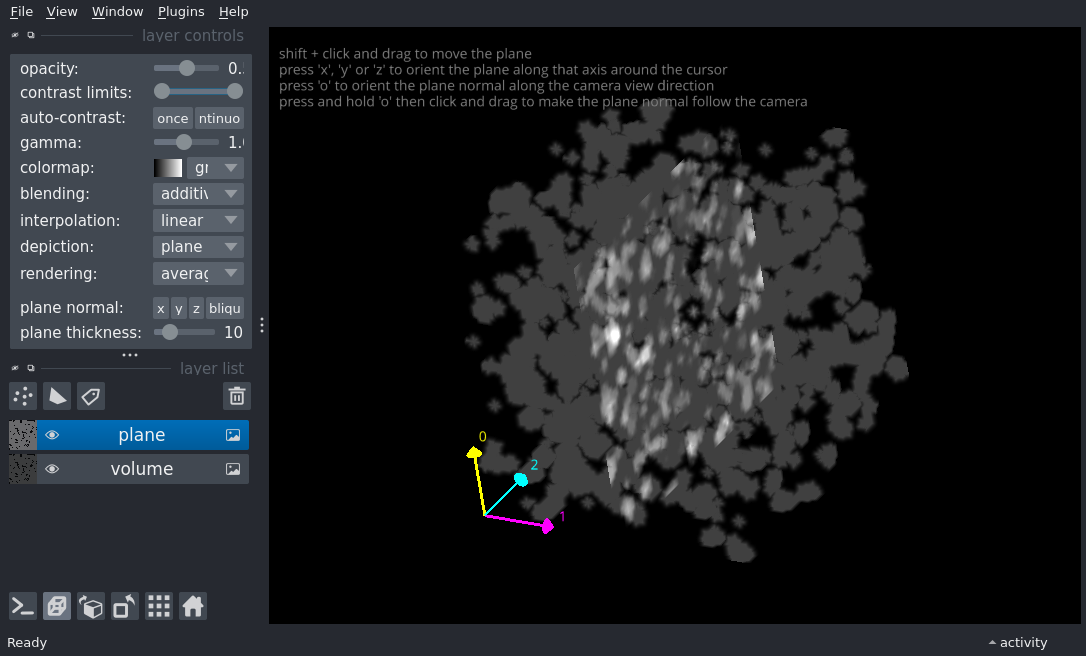 File View Window Plugins Help
layer controls
opacity: 0.
contrast limits:
auto-contrast: once ntinuo
gamma: 1.
colormap: gr
blending: additiv
interpolation: linear
depiction: plane
rendering: averag
plane normal: x y z bliqu
plane thickness: 10
layer list
plane
volume
shift + click and drag to move the plane
press 'x', 'y' or 'z' to orient the plane along that axis around the cursor
press 'o' to orient the plane normal along the camera view direction
press and hold 'o' then click and drag to make the plane normal follow the camera
0
2
1
Ready
activity